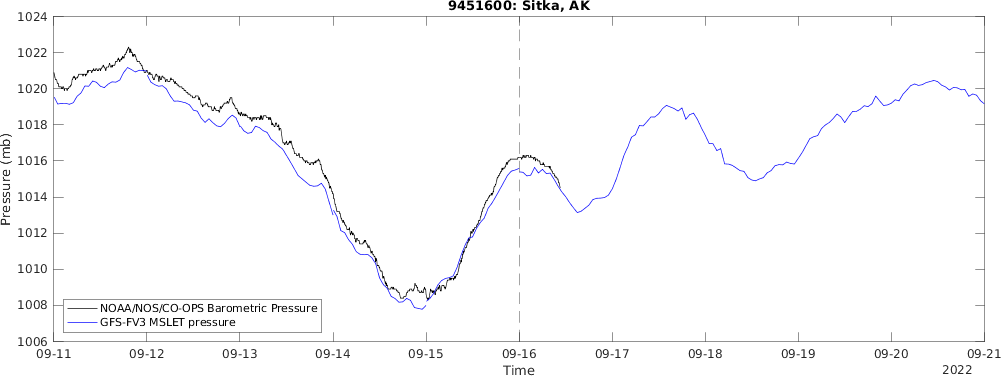 9451600: Sitka, AK
1024
1022
1020
1018
1016
1014
1012
1010
1008
1006
Pressure (mb)
NOAA/NOS/CO-OPS Barometric Pressure
GFS-FV3 MSLET pressure
09-11 09-12 09-13 09-14 09-15 09-16 09-17 09-18 09-19 09-20 09-21
Time
2022